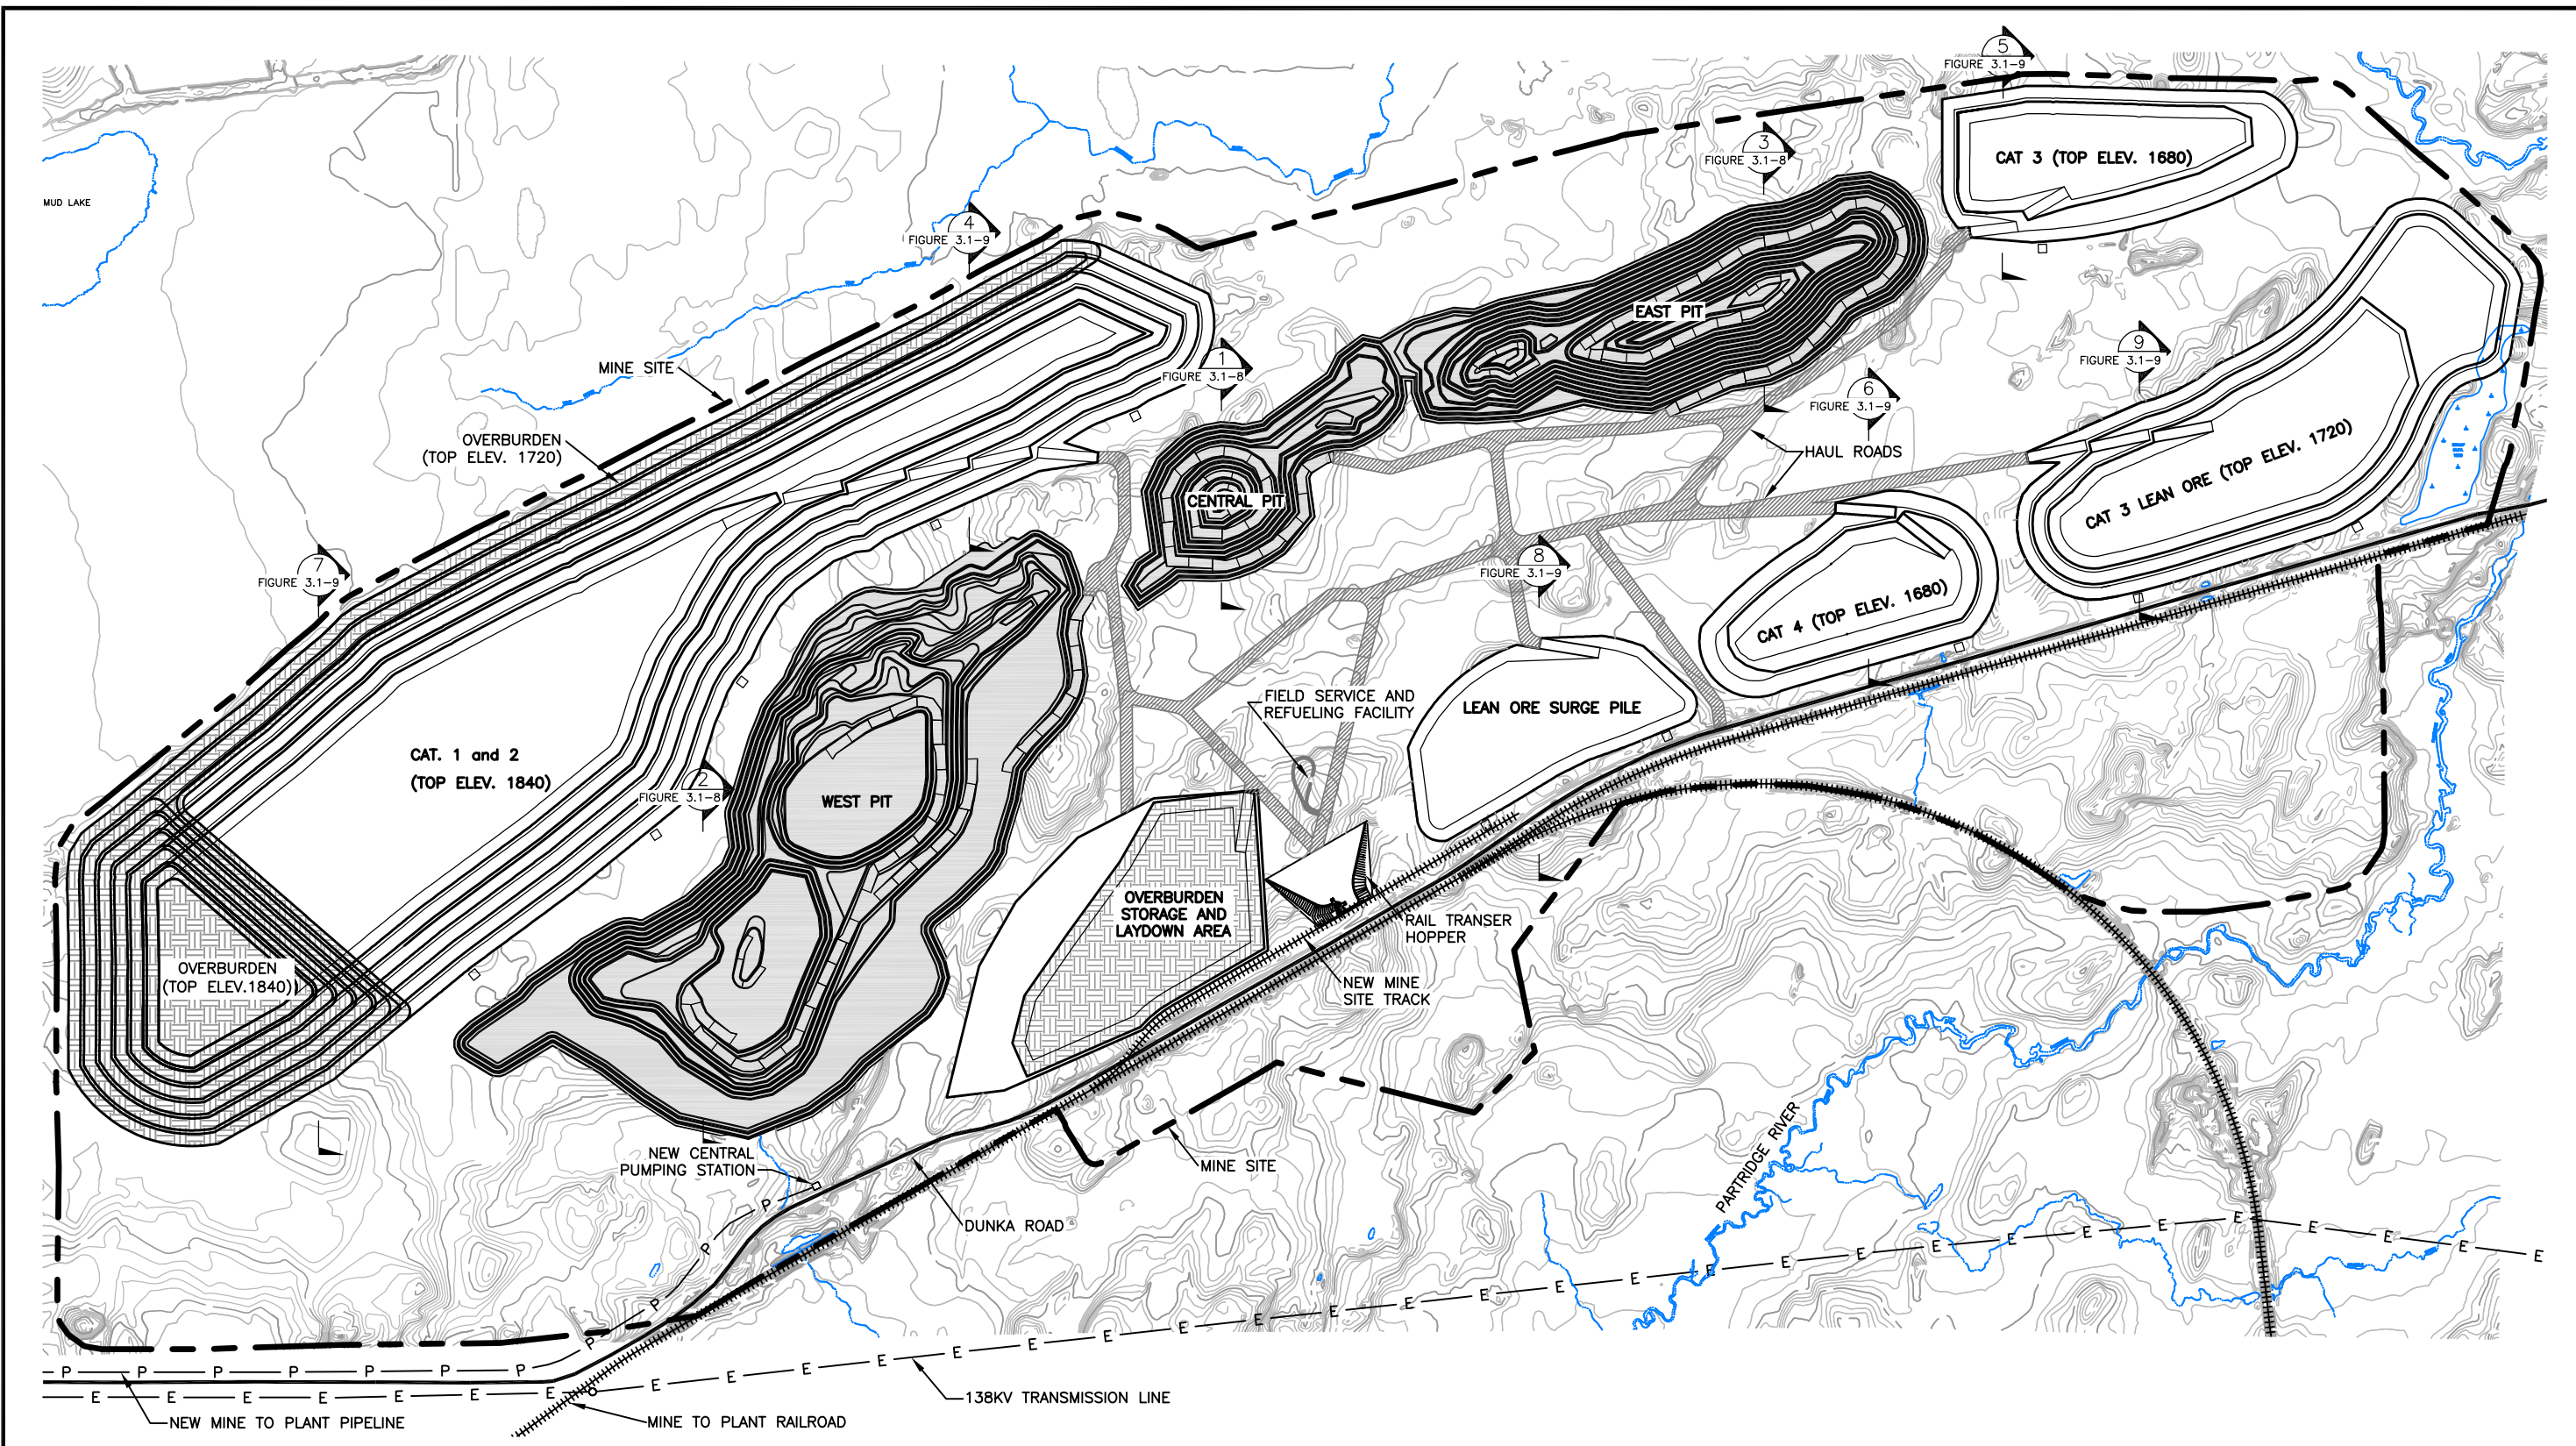 5
FIGURE 3.1-9
3
FIGURE 3.1-8
CAT 3 (TOP ELEV. 1680)
MUD LAKE
4
FIGURE 3.1-9
EAST PIT
MINE SITE
1
FIGURE 3.1-8
9
FIGURE 3.1-9
6
FIGURE 3.1-9
OVERBURDEN
(TOP ELEV. 1720)
HAUL ROADS
CAT 3 LEAN ORE (TOP ELEV. 1720)
CENTRAL PIT
7
FIGURE 3.1-9
8
FIGURE 3.1-9
CAT 4 (TOP ELEV. 1680)
FIELD SERVICE AND
REFUELING FACILITY
LEAN ORE SURGE PILE
CAT. 1 and 2
(TOP ELEV. 1840)
2
FIGURE 3.1-8
WEST PIT
OVERBURDEN
STORAGE AND
LAYDOWN AREA
RAIL TRANSER
HOPPER
OVERBURDEN
(TOP ELEV.1840)
NEW MINE
SITE TRACK
NEW CENTRAL
PUMPING STATION
MINE SITE
PARTRIDGE RIVER
DUNKA ROAD
P P P P P P P P P P P
E E E E E E E E E E E E E E E E E E E E E E E E E E E E E E E E E
138KV TRANSMISSION LINE
NEW MINE TO PLANT PIPELINE
MINE TO PLANT RAILROAD